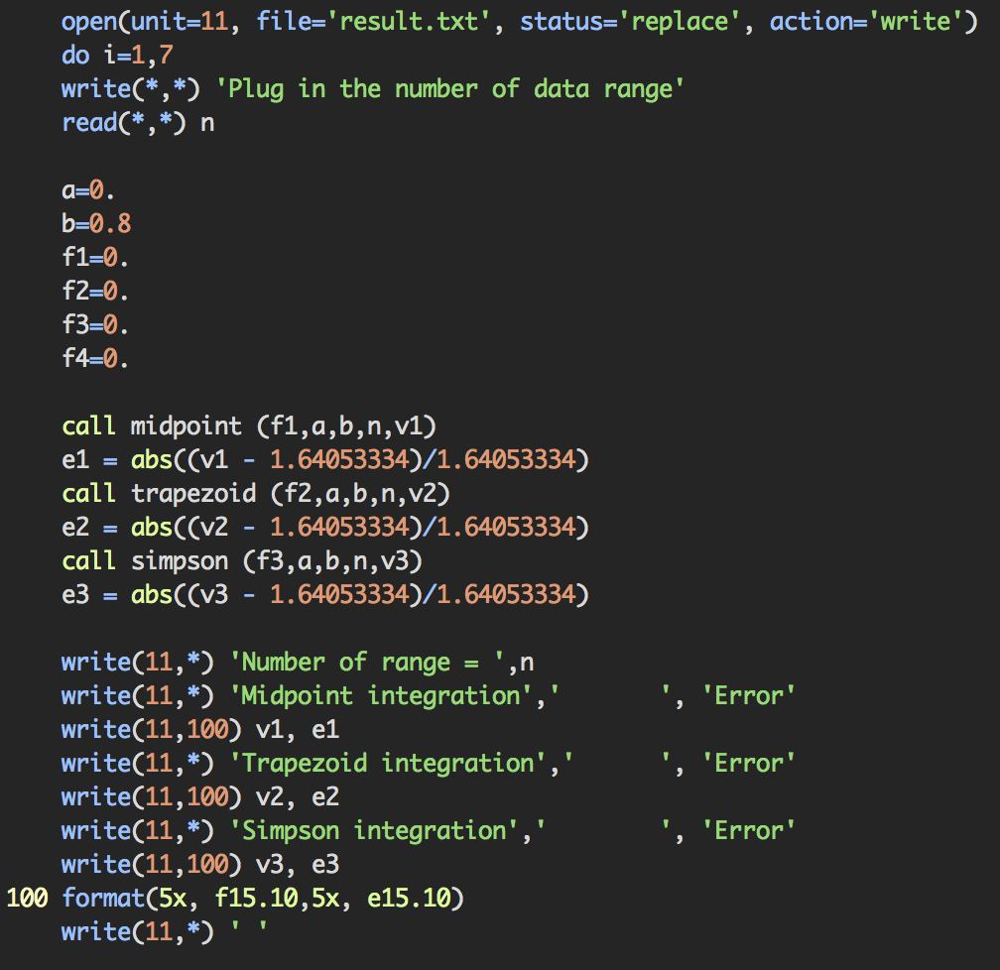 open(unit=11, file='result.txt', status='replace', action='write')
do i=1,7
write(*,*) 'Plug in the number of data range'
read(*,*) n
a=0.
b=0.8
f1=0.
f2=0.
f3=0.
f4=0.
call midpoint (f1,a,b,n,v1)
e1 = abs((v1 - 1.64053334)/1.64053334)
call trapezoid (f2,a,b,n,v2)
e2 = abs((v2 - 1.64053334)/1.64053334)
call simpson (f3,a,b,n,v3)
e3 = abs((v3 - 1.64053334)/1.64053334)
write(11,*) 'Number of range = ',n
write(11,*) 'Midpoint integration','       ', 'Error'
write(11,100) v1, e1
write(11,*) 'Trapezoid integration','      ', 'Error'
write(11,100) v2, e2
write(11,*) 'Simpson integration','        ', 'Error'
write(11,100) v3, e3
100 format(5x, f15.10,5x, e15.10)
write(11,*) ' '